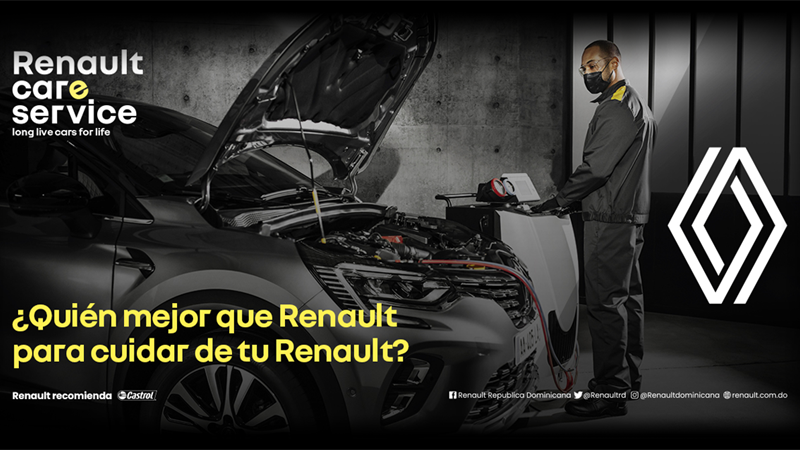 Renault
care
service
long live cars for life
¿Quién mejor que Renault
para cuidar de tu Renault?
Renault recomienda Castrol
Renault Republica Dominicana @Renaultrd @Renaultdominicana renault.com.do